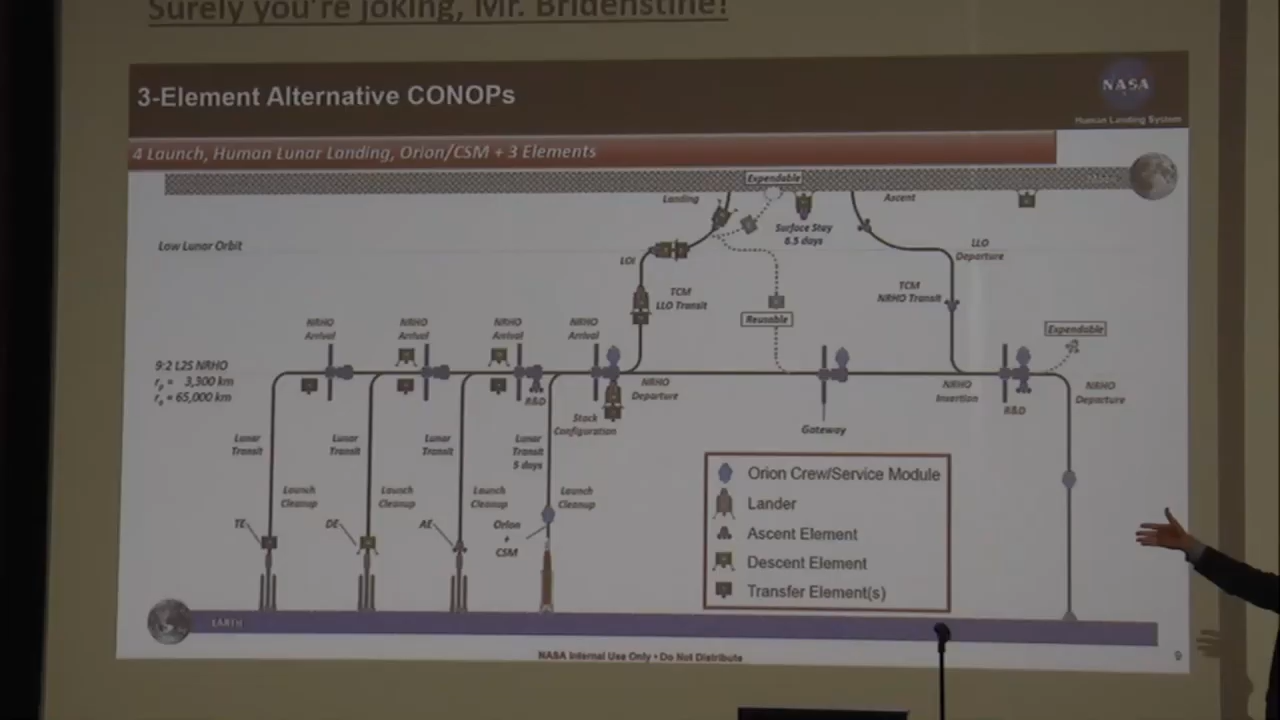 Surely you're joking, Mr. Bridenstine!
3-Element Alternative CONOPs
NASA
Human Landing System
4 Launch, Human Lunar Landing, Orion/CSM + 3 Elements
Expendable
Landing
Surface Stay
6.5 days
Ascent
Low Lunar Orbit
LOI
LLO
Departure
TCM
LLO Transit
TCM
NRHO Transit
Reusable
Expendable
NRHO
Arrival
NRHO
Arrival
NRHO
Arrival
NRHO
Arrival
9:2 L2S NRHO
rp = 3,300 km
ra = 65,000 km
R&D
NRHO
Departure
Stack
Configuration
Gateway
NRHO
Insertion
R&D
NRHO
Departure
Lunar
Transit
Lunar
Transit
Lunar
Transit
Lunar
Transit
5 days
Launch
Cleanup
Launch
Cleanup
Launch
Cleanup
Launch
Cleanup
TE
DE
AE
Orion
+
CSM
Orion Crew/Service Module
Lander
Ascent Element
Descent Element
Transfer Element(s)
EARTH
NASA Internal Use Only • Do Not Distribute
9